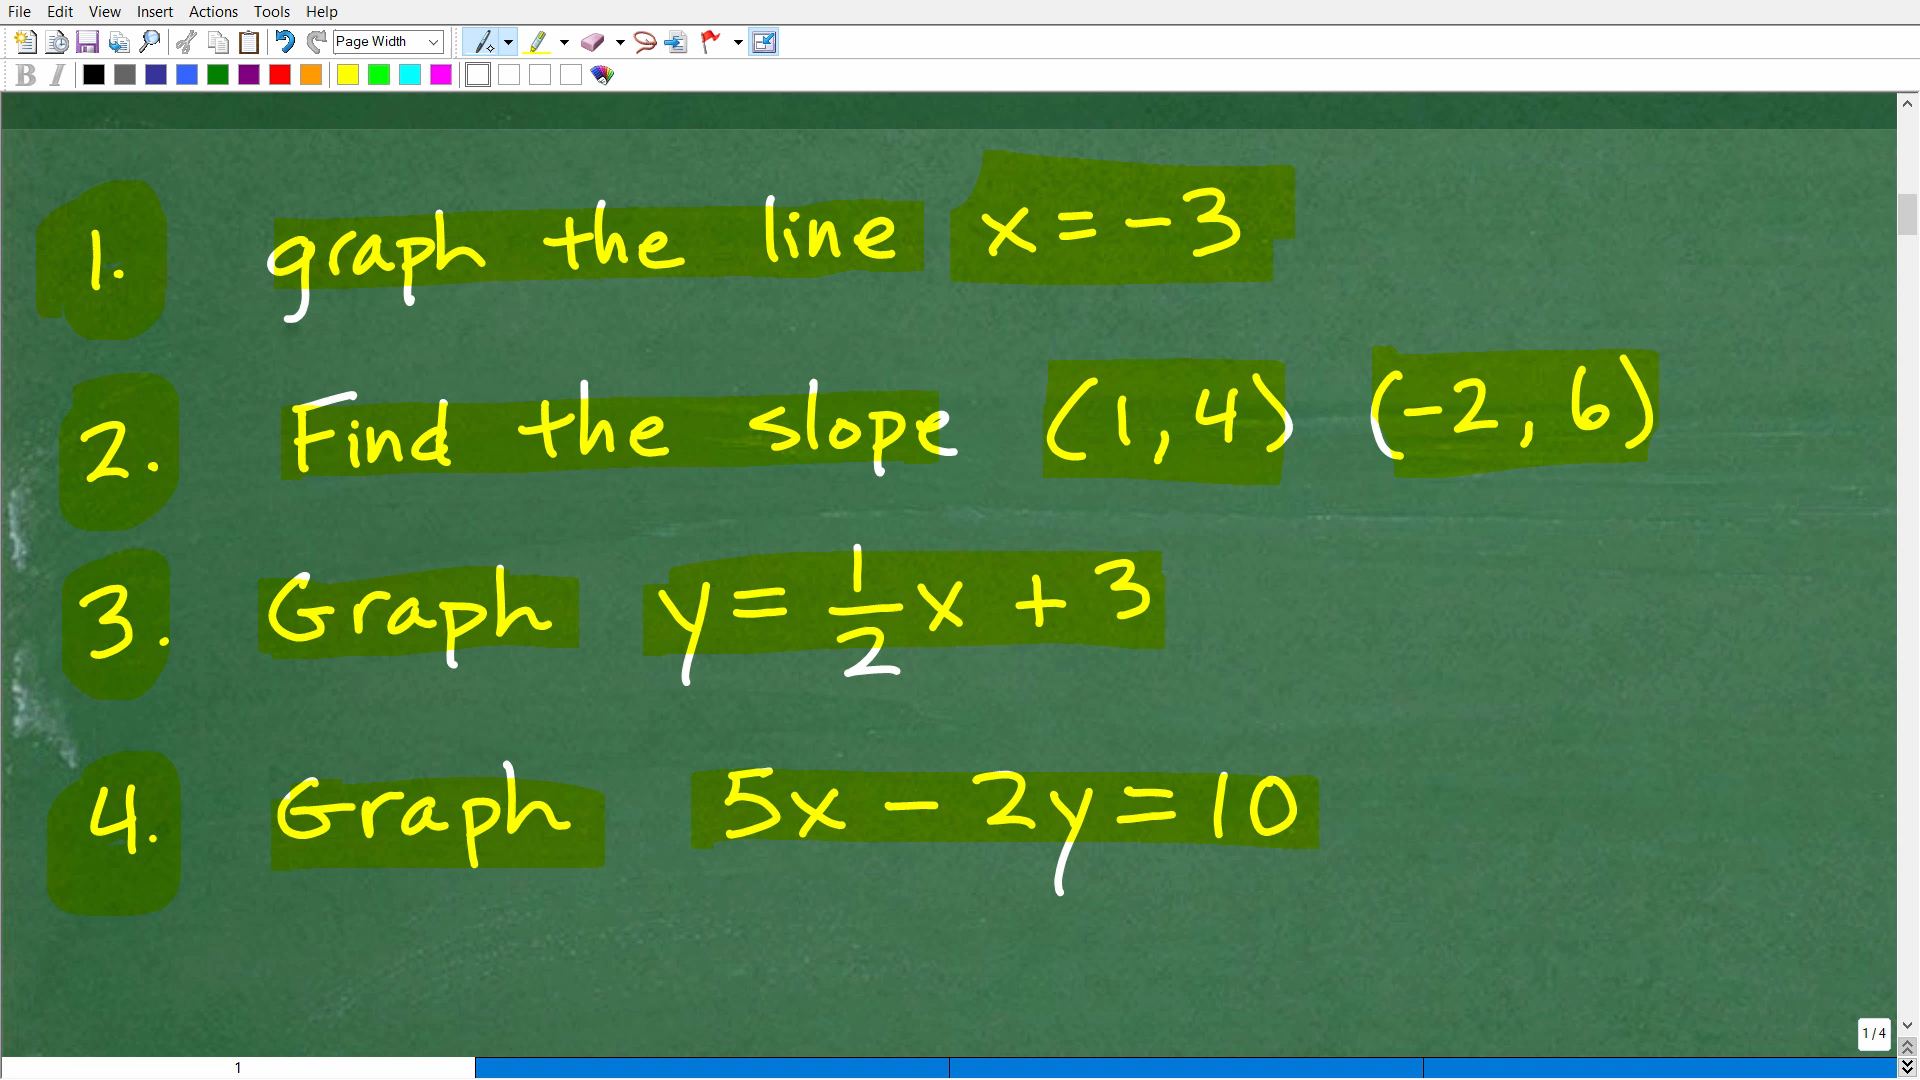 File Edit View Insert Actions Tools Help
Page Width
B I
1. graph the line x = -3
2. Find the slope (1, 4) (-2, 6)
3. Graph y = 1/2 x + 3
4. Graph 5x - 2y = 10
1 / 4
1